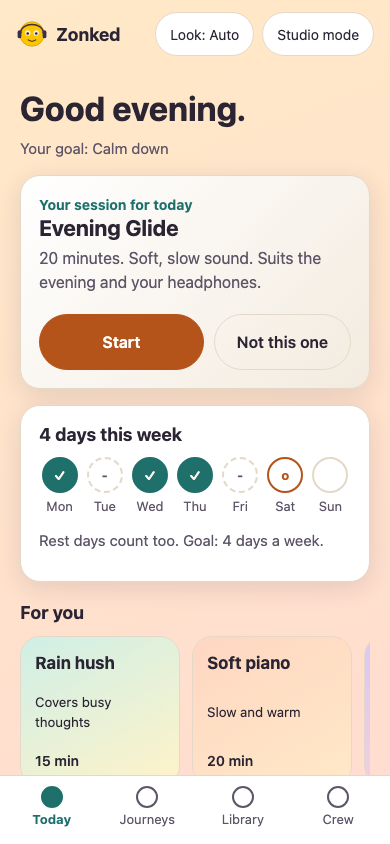 Zonked
Look: Auto
Studio mode
Good evening.
Your goal: Calm down
Your session for today
Evening Glide
20 minutes. Soft, slow sound. Suits the
evening and your headphones.
Start
Not this one
4 days this week
✓ - ✓ ✓ - o
Mon Tue Wed Thu Fri Sat Sun
Rest days count too. Goal: 4 days a week.
For you
Rain hush
Covers busy
thoughts
15 min
Soft piano
Slow and warm
20 min
Today
Journeys
Library
Crew